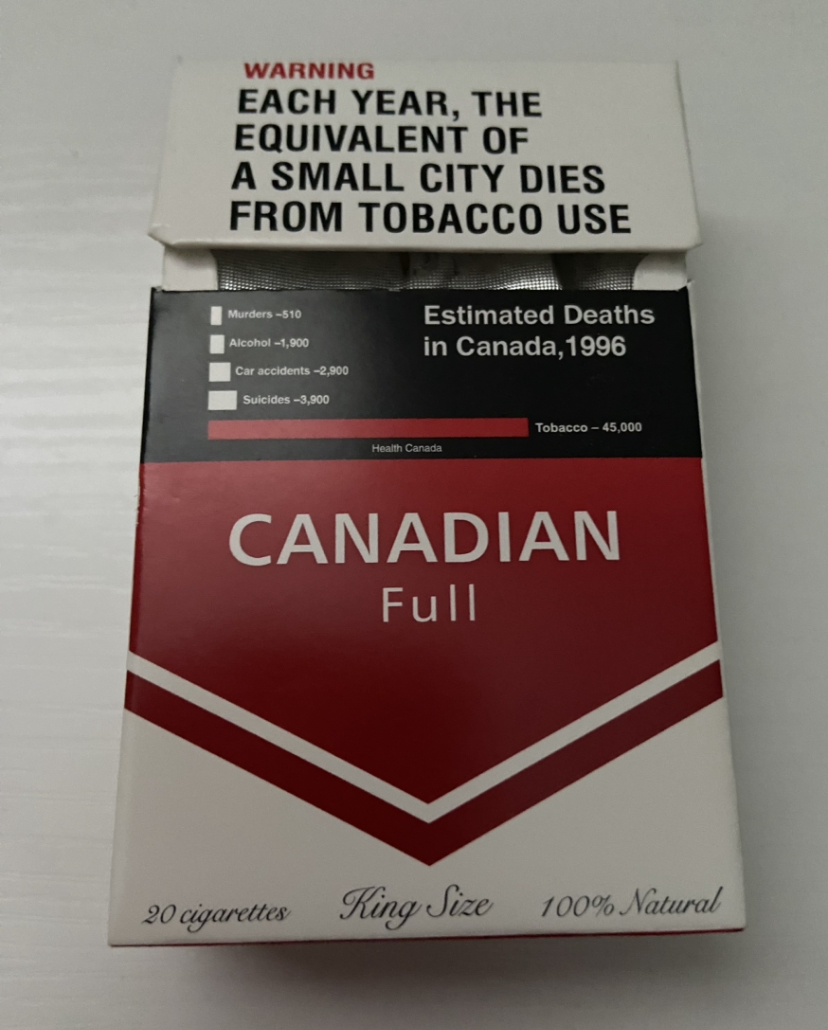 WARNING
EACH YEAR, THE
EQUIVALENT OF
A SMALL CITY DIES
FROM TOBACCO USE
Estimated Deaths
in Canada,1996
Murders –510
Alcohol –1,900
Car accidents –2,900
Suicides –3,900
Tobacco – 45,000
Health Canada
CANADIAN
Full
20 cigarettes King Size 100% Natural